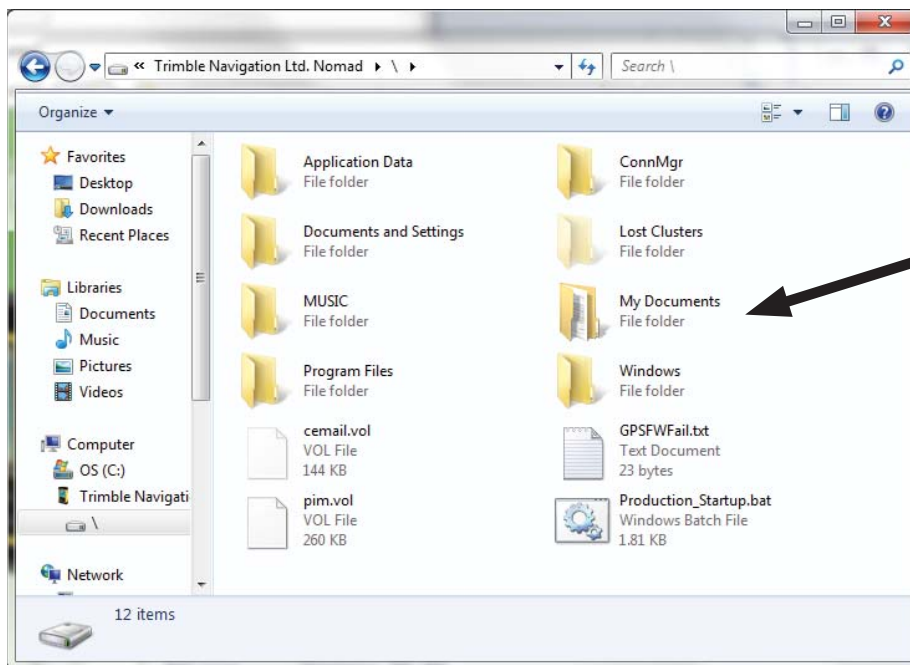 « Trimble Navigation Ltd. Nomad ▸ \ ▸
Search \
Organize
Favorites
Desktop
Downloads
Recent Places
Libraries
Documents
Music
Pictures
Videos
Computer
OS (C:)
Trimble Navigati
\
Network
Application Data
File folder
ConnMgr
File folder
Documents and Settings
File folder
Lost Clusters
File folder
MUSIC
File folder
My Documents
File folder
Program Files
File folder
Windows
File folder
cemail.vol
VOL File
144 KB
GPSFWFail.txt
Text Document
23 bytes
pim.vol
VOL File
260 KB
Production_Startup.bat
Windows Batch File
1.81 KB
12 items